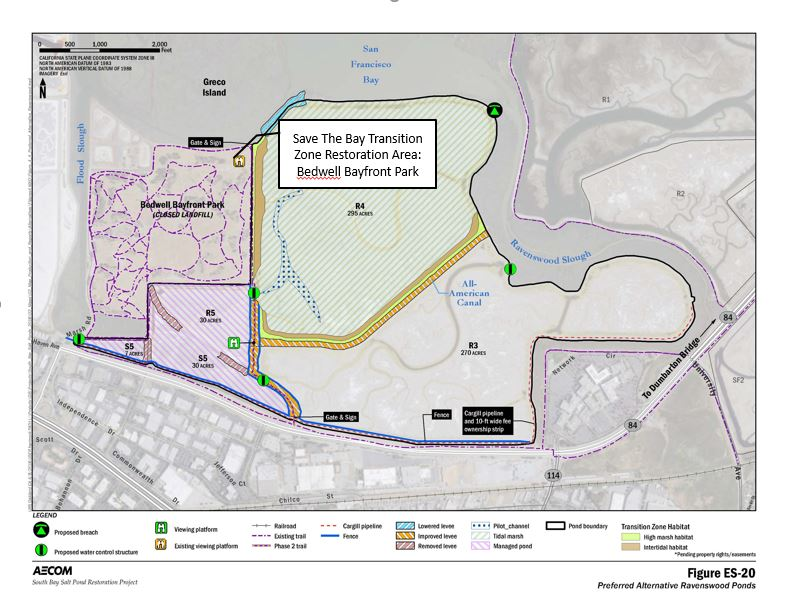 0 500 1,000 2,000
Feet
CALIFORNIA STATE PLANE COORDINATE SYSTEM ZONE III
NORTH AMERICAN DATUM OF 1983
NORTH AMERICAN VERTICAL DATUM OF 1988
IMAGERY Esri
N
San
Francisco
Bay
Greco
Island
R1
Gate & Sign
Save The Bay Transition
Zone Restoration Area:
Bedwell Bayfront Park
Flood Slough
R2
Bedwell Bayfront Park
(CLOSED LANDFILL)
R4
295 ACRES
Ravenswood Slough
All-
American
Canal
R5
30 ACRES
84
Marsh Rd
Haven Ave
S5
7 ACRES
S5
30 ACRES
R3
270 ACRES
To Dumbarton Bridge
Network Cir
University
Ave
SF2
Gate & Sign
Fence
Cargill pipeline
and 10-ft wide fee
ownership strip
84
Independence Dr
Scott
Dr
Bohannon
Dr
Commonwealth
Dr
Jefferson
Ct
Chilco St
114
LEGEND
Proposed breach
Proposed water control structure
Viewing platform
Existing viewing platform
Railroad
Existing trail
Phase 2 trail
Cargill pipeline
Fence
Lowered levee
Improved levee
Removed levee
Pilot_channel
Tidal marsh
Managed pond
Pond boundary
Transition Zone Habitat
High marsh habitat
Intertidal habitat
*Pending property rights/easements
AECOM
South Bay Salt Pond Restoration Project
Figure ES-20
Preferred Alternative Ravenswood Ponds